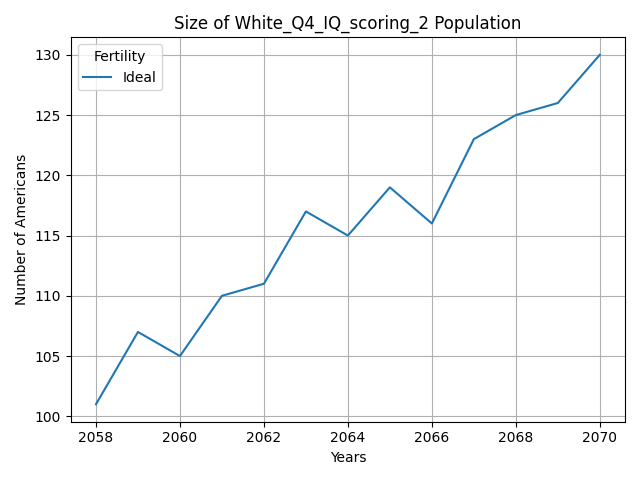 Size of White_Q4_IQ_scoring_2 Population
Fertility
Ideal
130
125
120
115
110
105
100
Number of Americans
2058 2060 2062 2064 2066 2068 2070
Years